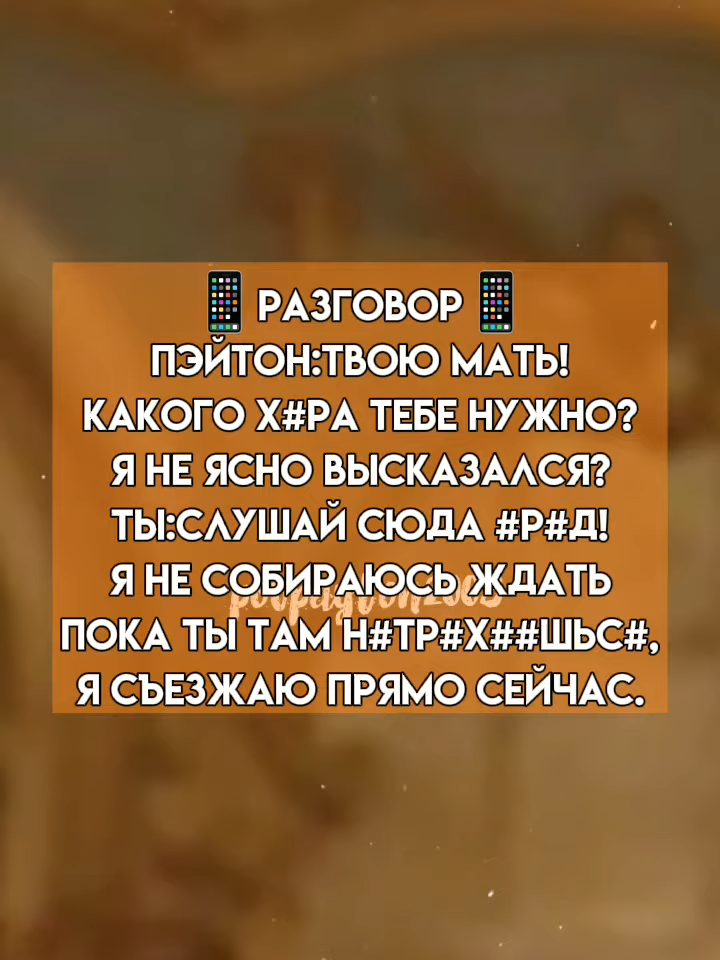 📱 РАЗГОВОР 📱
ПЭЙТОН:ТВОЮ МАТЬ!
КАКОГО Х#РА ТЕБЕ НУЖНО?
Я НЕ ЯСНО ВЫСКАЗАЛСЯ?
ТЫ:СЛУШАЙ СЮДА #Р#Д!
Я НЕ СОБИРАЮСЬ ЖДАТЬ
ПОКА ТЫ ТАМ Н#ТР#Х##ШЬС#,
Я СЪЕЗЖАЮ ПРЯМО СЕЙЧАС.